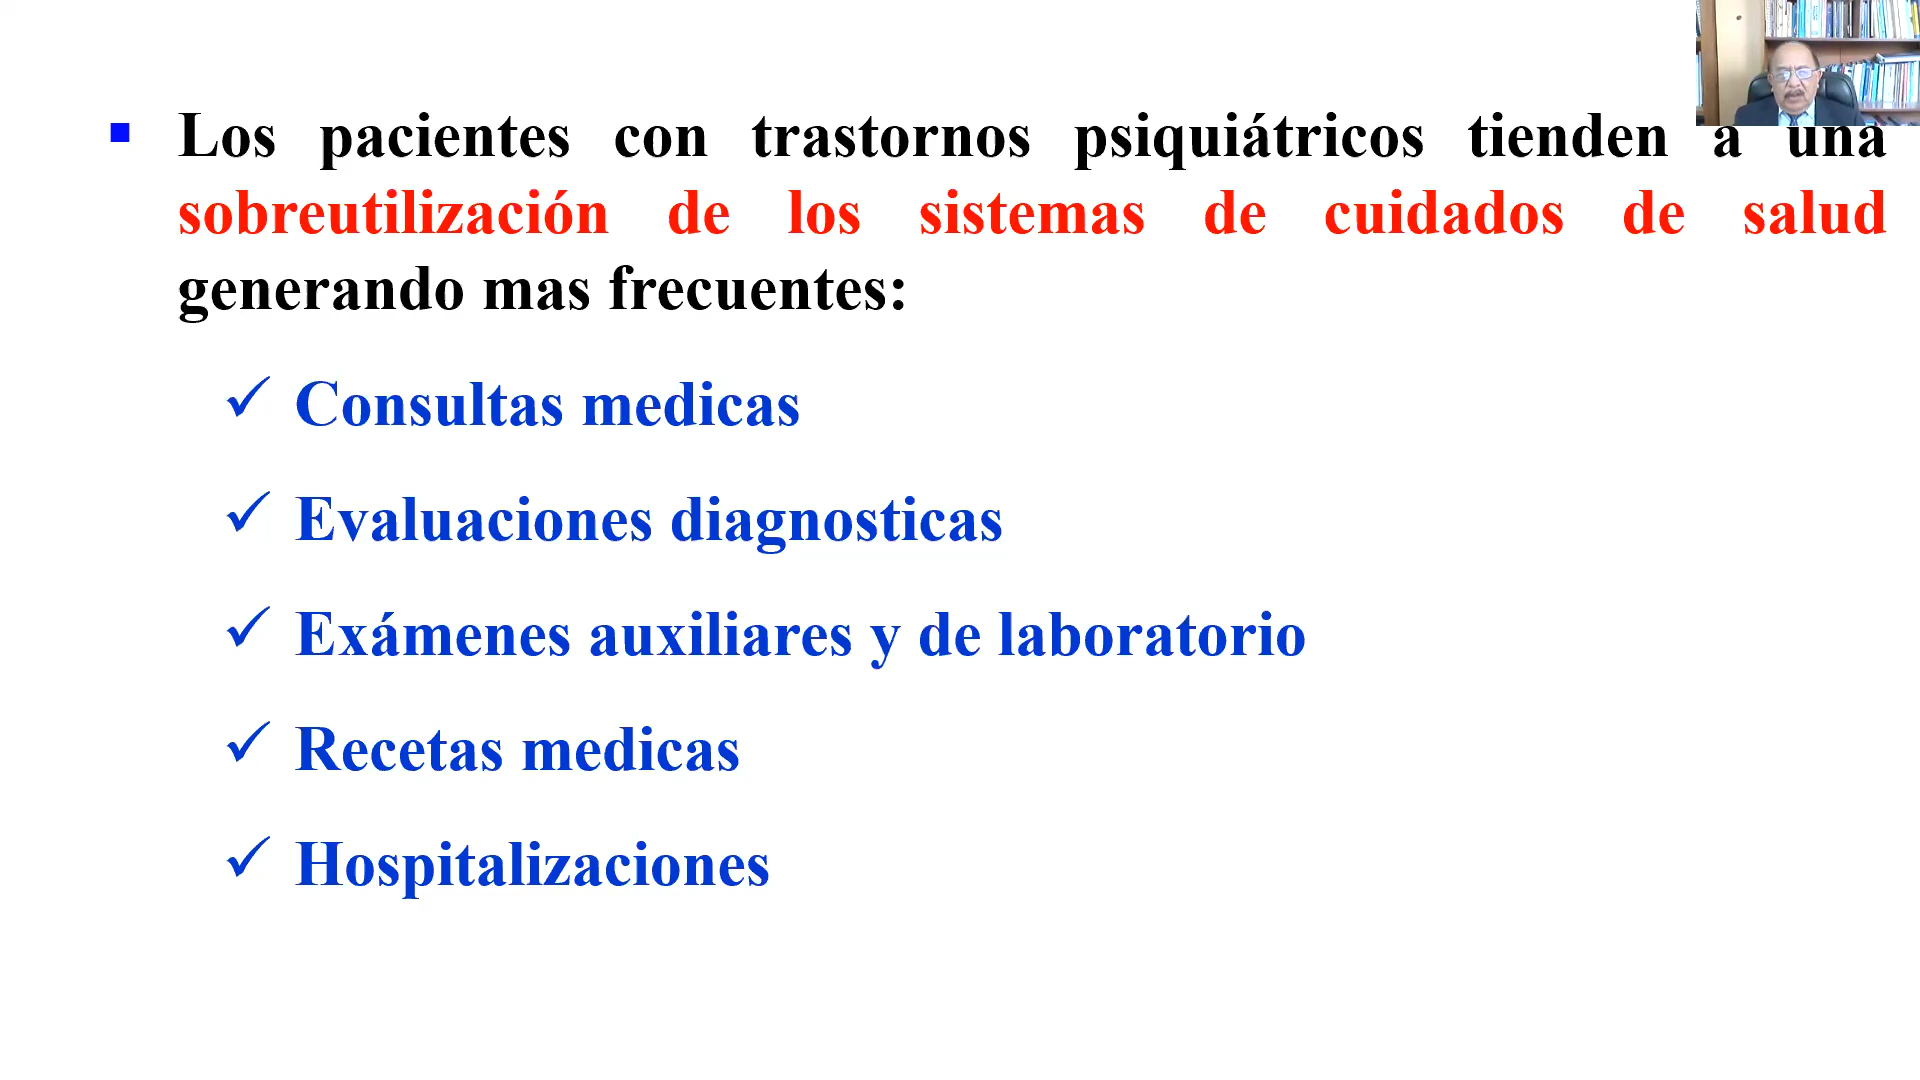 Los pacientes con trastornos psiquiátricos tienden a una
sobreutilización de los sistemas de cuidados de salud
generando mas frecuentes:
Consultas medicas
Evaluaciones diagnosticas
Exámenes auxiliares y de laboratorio
Recetas medicas
Hospitalizaciones